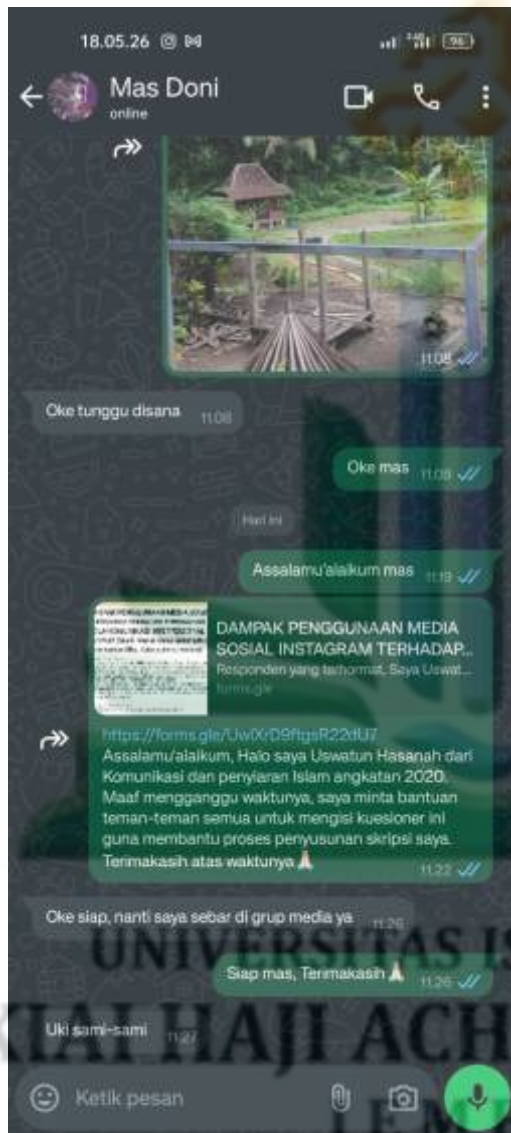 18.05.26
96
Mas Doni
online
11.08
Oke tunggu disana 11.08
Oke mas 11.08
Hari ini
Assalamu'alaikum mas 11.19
DAMPAK PENGGUNAAN MEDIA
SOSIAL INSTAGRAM TERHADAP...
Responden yang terhormat, Saya Uswat...
forms.gle
Assalamu'alaikum, Halo saya Uswatun Hasanah dari
Komunikasi dan penyiaran Islam angkatan 2020.
Maaf mengganggu waktunya, saya minta bantuan
teman-teman semua untuk mengisi kuesioner ini
guna membantu proses penyusunan skripsi saya.
Terimakasih atas waktunya🙏🏻
11.22
Oke siap, nanti saya sebar di grup media ya 11.26
Siap mas, Terimakasih🙏🏻 11.26
Uki sami-sami 11.27
UNIVERSITAS IS
KIAI HAJI ACH
Ketik pesan